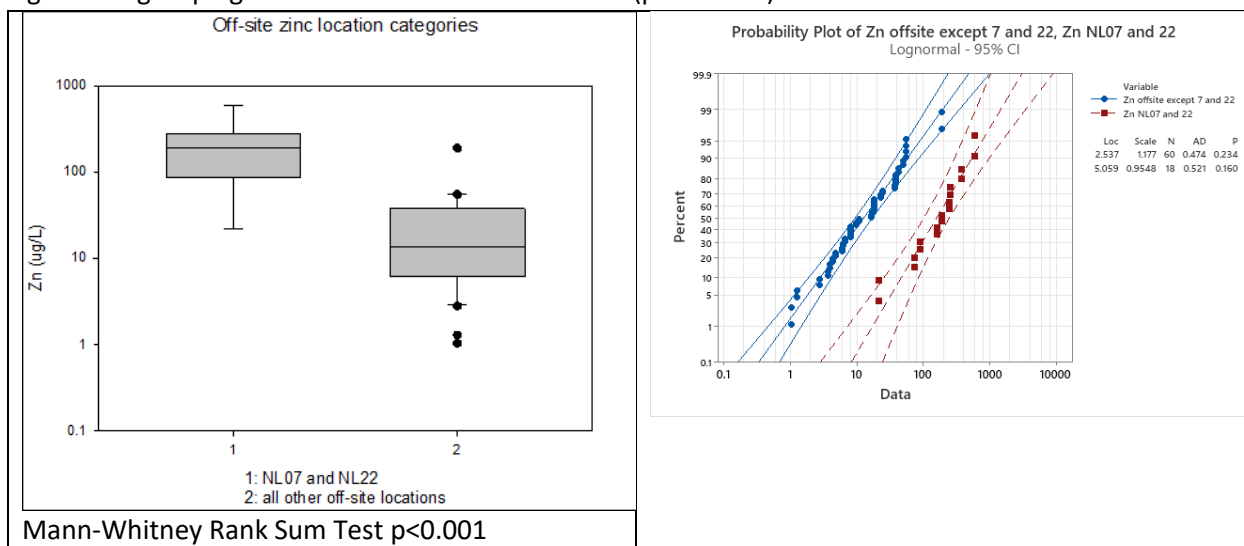 Off-site zinc location categories
Zn (ug/L)
1000
100
10
1
0.1
1
2
1: NL07 and NL22
2: all other off-site locations
Mann-Whitney Rank Sum Test p<0.001
Probability Plot of Zn offsite except 7 and 22, Zn NL07 and 22
Lognormal - 95% CI
Percent
99.9
99
95
90
80
70
60
50
40
30
20
10
5
1
0.1
0.1 1 10 100 1000 10000
Data
Variable
Zn offsite except 7 and 22
Zn NL07 and 22
Loc Scale N AD P
2.537 1.177 60 0.474 0.234
5.059 0.9548 18 0.521 0.160